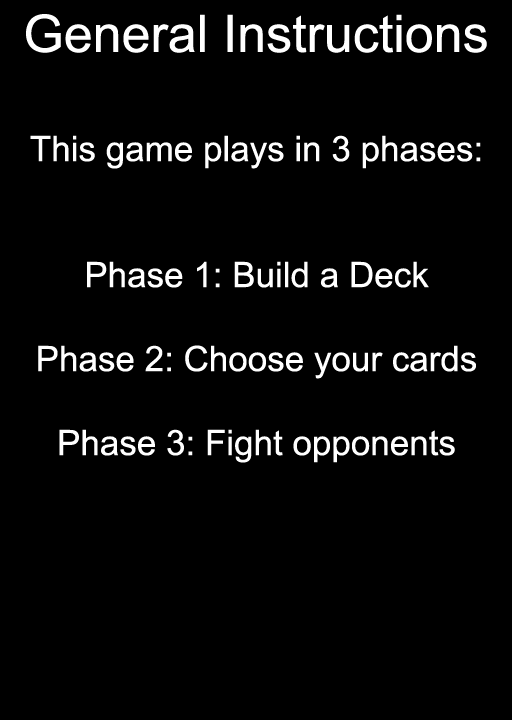 General Instructions
This game plays in 3 phases:
Phase 1: Build a Deck
Phase 2: Choose your cards
Phase 3: Fight opponents